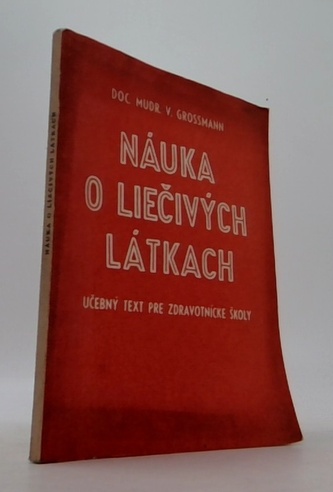 DOC. MUDR. V. GROSSMANN
NÁUKA
O LIEČIVÝCH
LÁTKACH
UČEBNÝ TEXT PRE ZDRAVOTNÍCKE ŠKOLY
NÁUKA O LIEČIVÝCH LÁTKACH